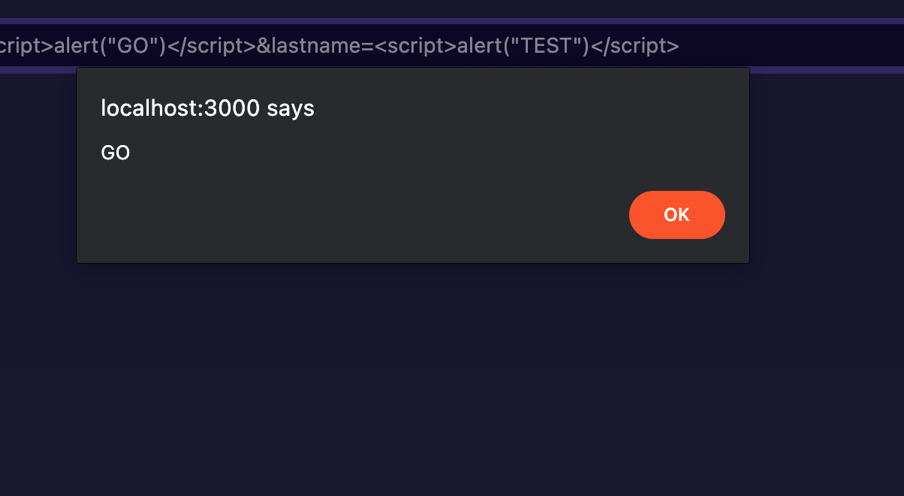 cript>alert("GO")</script>&lastname=<script>alert("TEST")</script>
localhost:3000 says
GO
OK